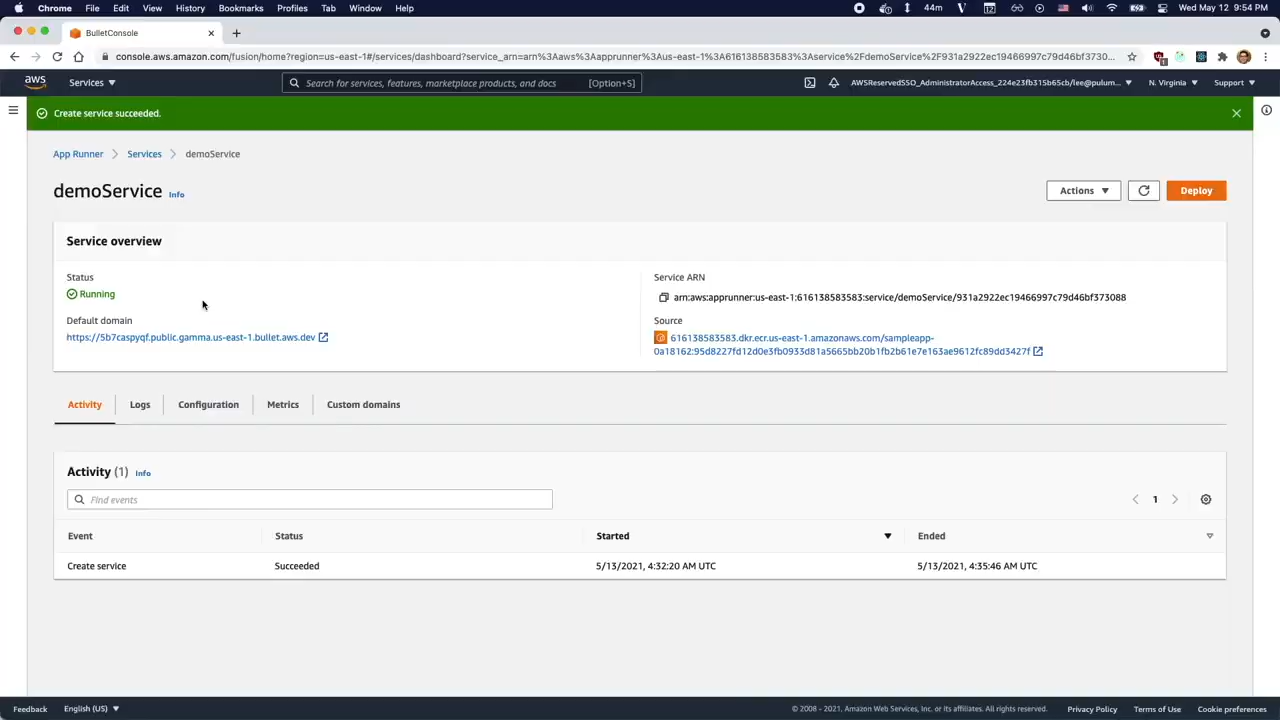 Chrome File Edit View History Bookmarks Profiles Tab Window Help 44m Wed May 12 9:54 PM
BulletConsole
console.aws.amazon.com/fusion/home?region=us-east-1#/services/dashboard?service_arn=arn%3Aaws%3Aapprunner%3Aus-east-1%3A616138583583%3Aservice%2FdemoService%2F931a2922ec19466997c79d46bf3730...
aws Services Search for services, features, marketplace products, and docs [Option+S] AWSReservedSSO_AdministratorAccess_224e23fb315b65cb/lee@pulum... N. Virginia Support
Create service succeeded.
App Runner Services demoService
demoService Info Actions Deploy
Service overview
Status
Running
Default domain
https://5b7caspyqf.public.gamma.us-east-1.bullet.aws.dev
Service ARN
arn:aws:apprunner:us-east-1:616138583583:service/demoService/931a2922ec19466997c79d46bf373088
Source
616138583583.dkr.ecr.us-east-1.amazonaws.com/sampleapp-
0a18162:95d8227fd12d0e3fb0933d81a5665bb20b1fb2b61e7e163ae9612fc89dd3427f
Activity Logs Configuration Metrics Custom domains
Activity (1) Info
Find events 1
Event Status Started Ended
Create service Succeeded 5/13/2021, 4:32:20 AM UTC 5/13/2021, 4:35:46 AM UTC
Feedback English (US) © 2008 - 2021, Amazon Web Services, Inc. or its affiliates. All rights reserved. Privacy Policy Terms of Use Cookie preferences